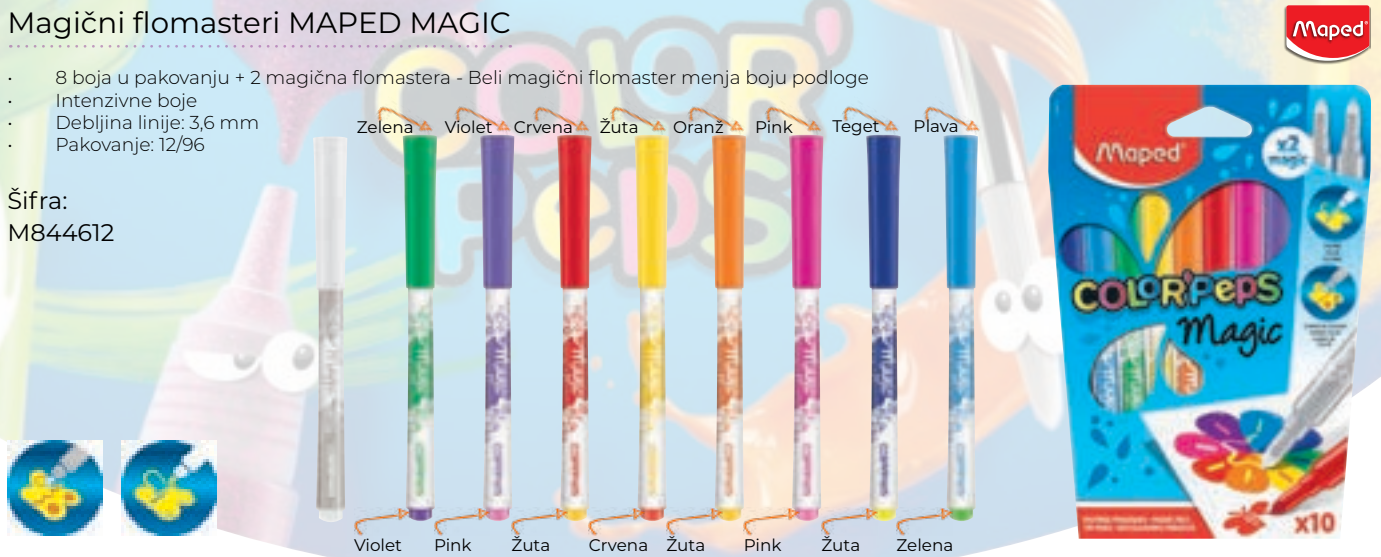 Magični flomasteri MAPED MAGIC
Maped
• 8 boja u pakovanju + 2 magična flomastera - Beli magični flomaster menja boju podloge
• Intenzivne boje
• Debljina linije: 3,6 mm
• Pakovanje: 12/96
Šifra:
M844612
COLOR'
PePS
Zelena Violet Crvena Žuta Oranž Pink Teget Plava
Violet Pink Žuta Crvena Žuta Pink Žuta Zelena
Maped
x2
magic
COLOR'PePS
Magic
x10